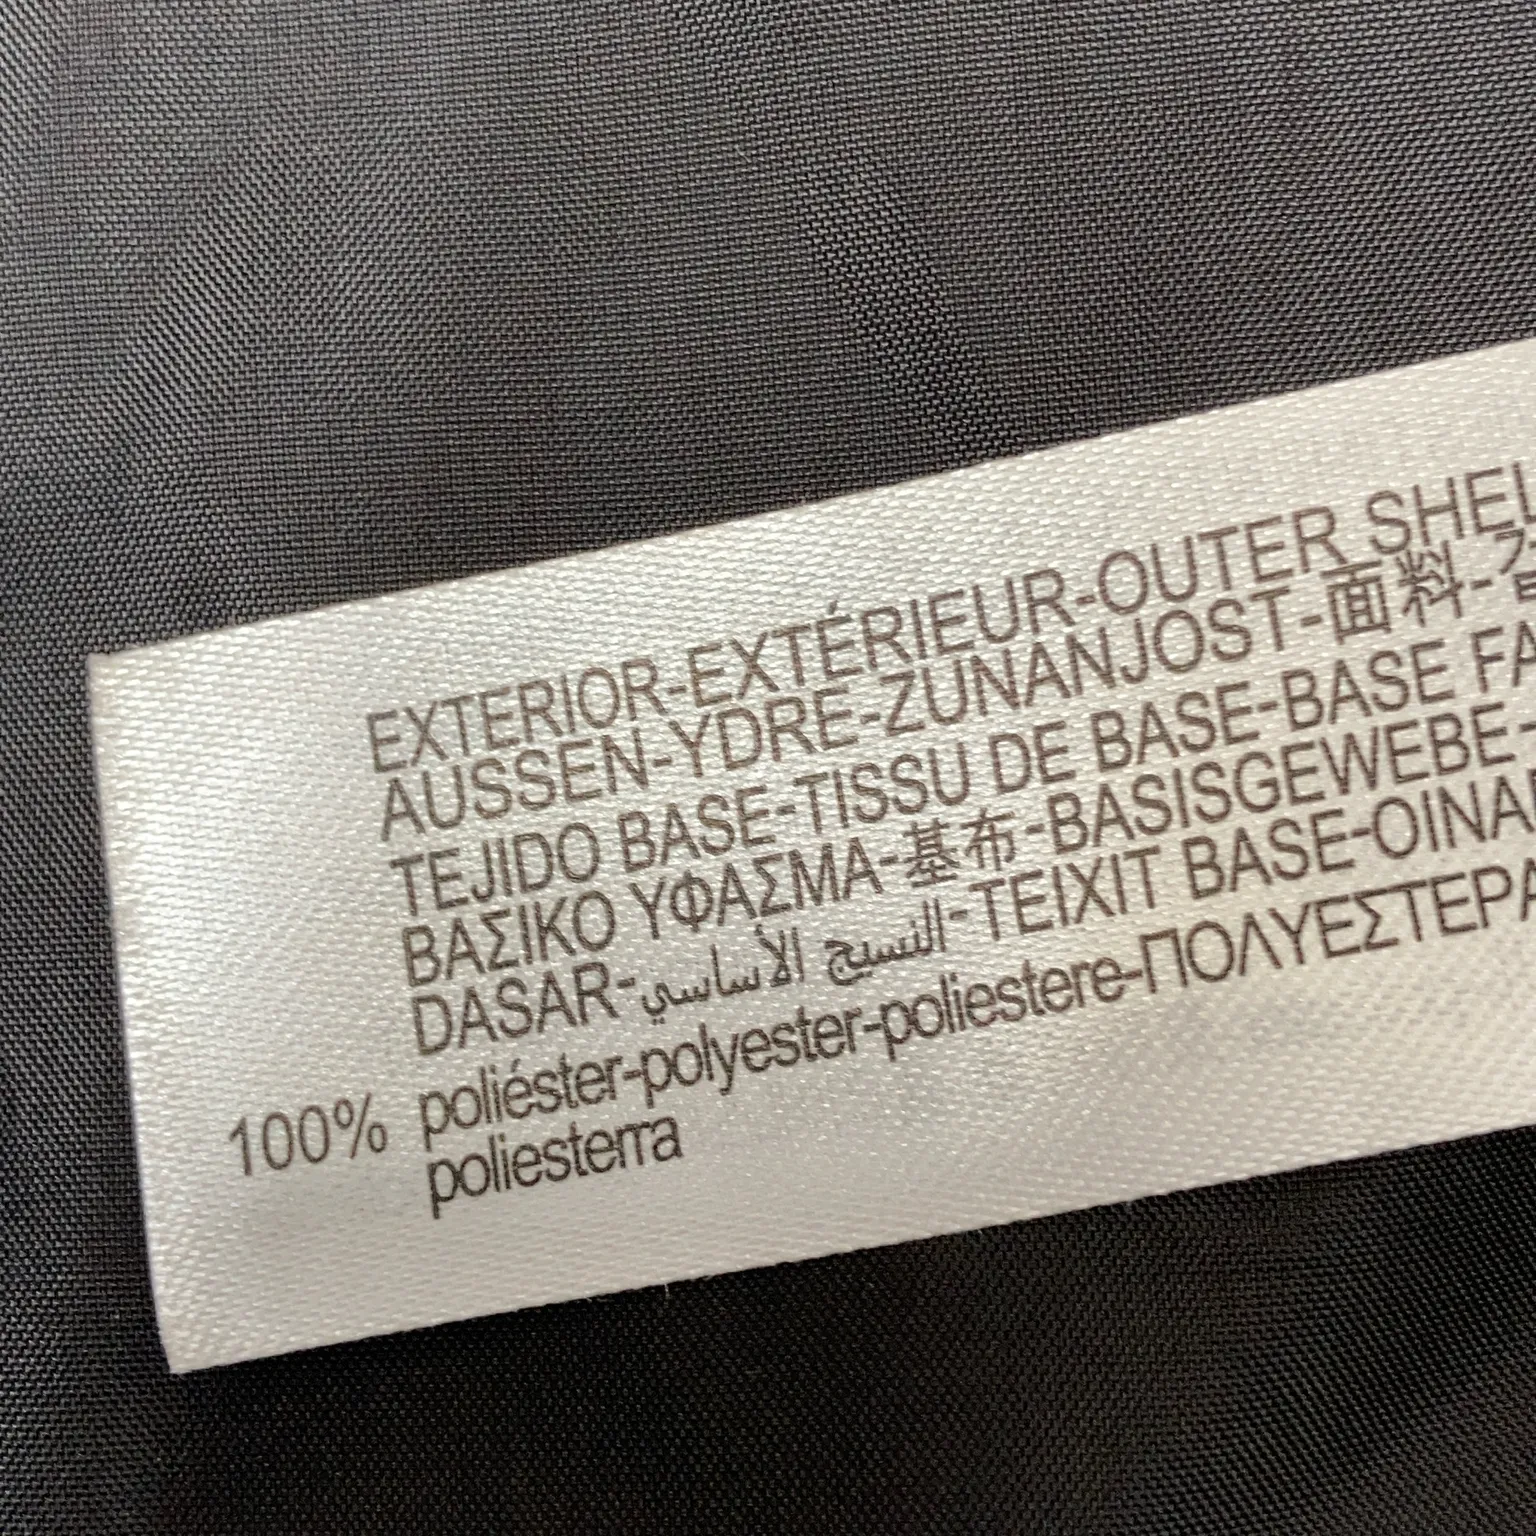 EXTERIOR-EXTÉRIEUR-OUTER SHEL
AUSSEN-YDRE-ZUNANJOST-面料-
TEJIDO BASE-TISSU DE BASE-BASE FA
ΒΑΣΙΚΟ ΥΦΑΣΜΑ-基布-BASISGEWEBE-
DASAR-النسيج الأساسي-TEIXIT BASE-OINA
100% poliéster-polyester-poliestere-ΠΟΛΥΕΣΤΕΡΑ
poliesterra